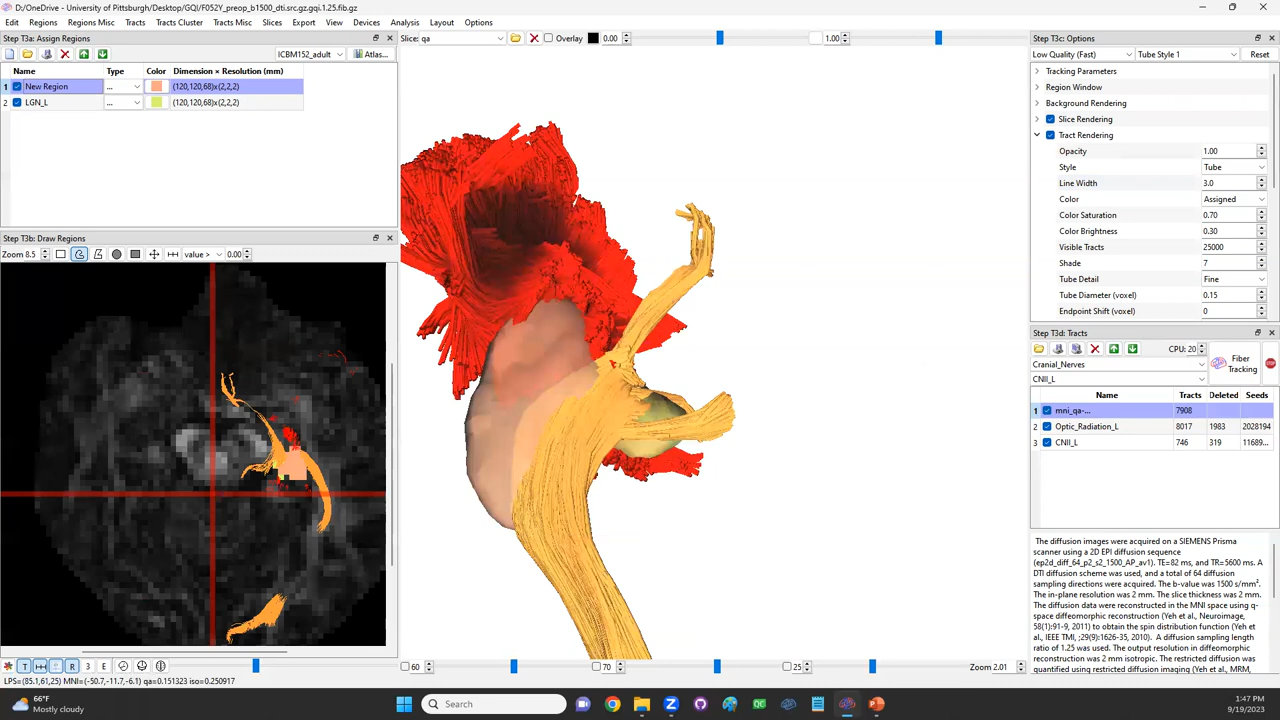 D:/OneDrive - University of Pittsburgh/Desktop/GQI/F052Y_preop_b1500_dti.src.gz.gqi.1.25.fib.gz
Edit Regions Regions Misc Tracts Tracts Cluster Tracts Misc Slices Export View Devices Analysis Layout Options
Step T3a: Assign Regions
ICBM152_adult Atlas...
Name Type Color Dimension × Resolution (mm)
1 New Region ... (120,120,68)x(2,2,2)
2 LGN_L ... (120,120,68)x(2,2,2)
Step T3b: Draw Regions
Zoom 8.5 value > 0.00
T R 3 E
LPS=(85.1,61,25) MNI=(-50.7,-11.7,-6.1) qa=0.151323 iso=0.250917
Slice: qa Overlay 0.00 1.00
60 70 25 Zoom 2.01
Step T3c: Options
Low Quality (Fast) Tube Style 1 Reset
Tracking Parameters
Region Window
Background Rendering
Slice Rendering
Tract Rendering
Opacity 1.00
Style Tube
Line Width 3.0
Color Assigned
Color Saturation 0.70
Color Brightness 0.30
Visible Tracts 25000
Shade 7
Tube Detail Fine
Tube Diameter (voxel) 0.15
Endpoint Shift (voxel) 0
Step T3d: Tracts
CPU: 20
Fiber Tracking
STOP
Cranial_Nerves
CNII_L
Name Tracts Deleted Seeds
1 mni_qa-... 7908
2 Optic_Radiation_L 8017 1983 2028194
3 CNII_L 746 319 11689...
The diffusion images were acquired on a SIEMENS Prisma
scanner using a 2D EPI diffusion sequence
(ep2d_diff_64_p2_s2_1500_AP_av1). TE=82 ms, and TR=5600 ms. A
DTI diffusion scheme was used, and a total of 64 diffusion
sampling directions were acquired. The b-value was 1500 s/mm².
The in-plane resolution was 2 mm. The slice thickness was 2 mm.
The diffusion data were reconstructed in the MNI space using q-
space diffeomorphic reconstruction (Yeh et al., Neuroimage,
58(1):91-9, 2011) to obtain the spin distribution function (Yeh et
al., IEEE TMI, ;29(9):1626-35, 2010). A diffusion sampling length
ratio of 1.25 was used. The output resolution in diffeomorphic
reconstruction was 2 mm isotropic. The restricted diffusion was
quantified using restricted diffusion imaging (Yeh et al., MRM,
66°F
Mostly cloudy
Search
QC
1:47 PM
9/19/2023